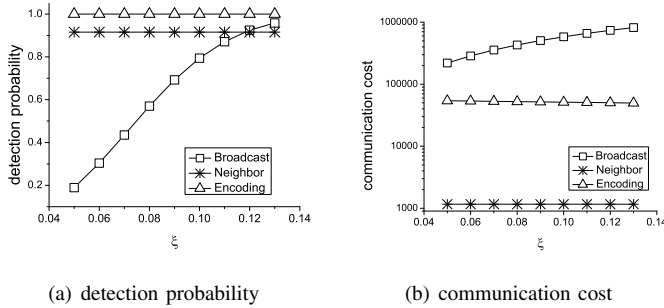 detection probability
1.0
0.8
0.6
0.4
0.2
0.04
0.06
0.08
0.10
0.12
0.14
ξ
Broadcast
Neighbor
Encoding
(a) detection probability
communication cost
1000000
100000
10000
1000
0.04
0.06
0.08
0.10
0.12
0.14
ξ
Broadcast
Neighbor
Encoding
(b) communication cost